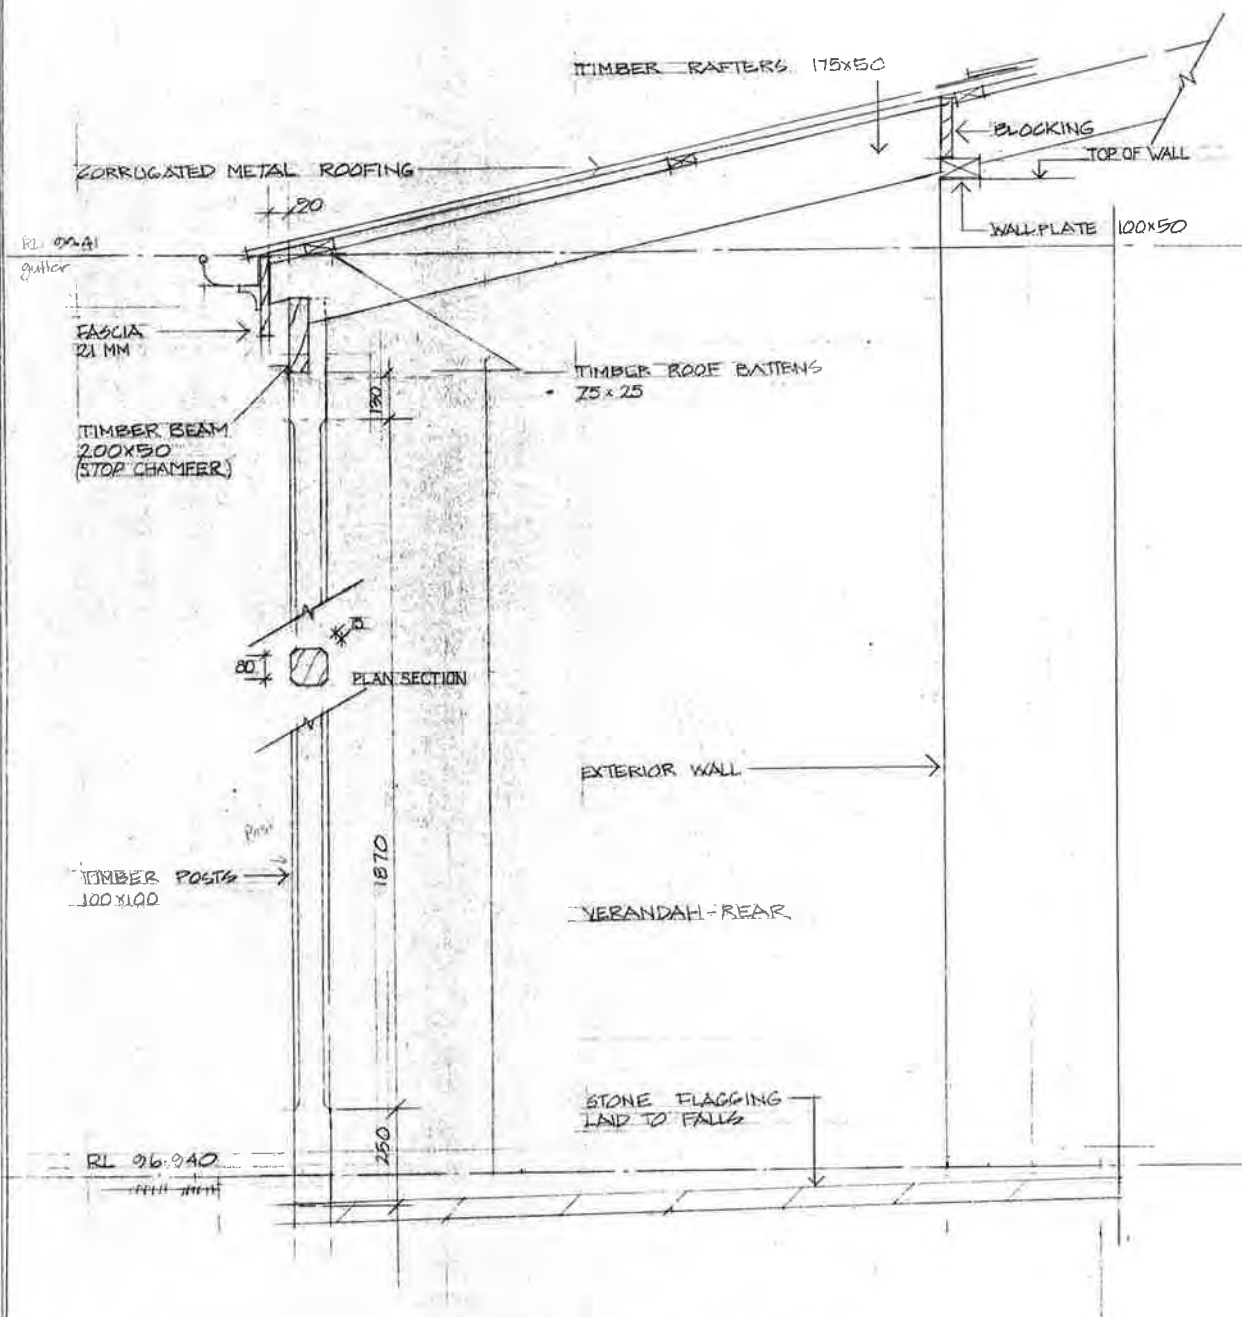 TIMBER RAFTERS 175x50
BLOCKING
TOP OF WALL
CORRUGATED METAL ROOFING
20
WALL PLATE 100x50
RL
gutter
FASCIA
21 MM
TIMBER ROOF BATTENS
75 x 25
130
TIMBER BEAM
200x50
(STOP CHAMFER)
15
80
PLAN SECTION
EXTERIOR WALL
1870
TIMBER POSTS
100x100
VERANDAH-REAR
STONE FLAGGING
LAID TO FALLS
250
RL 96.940